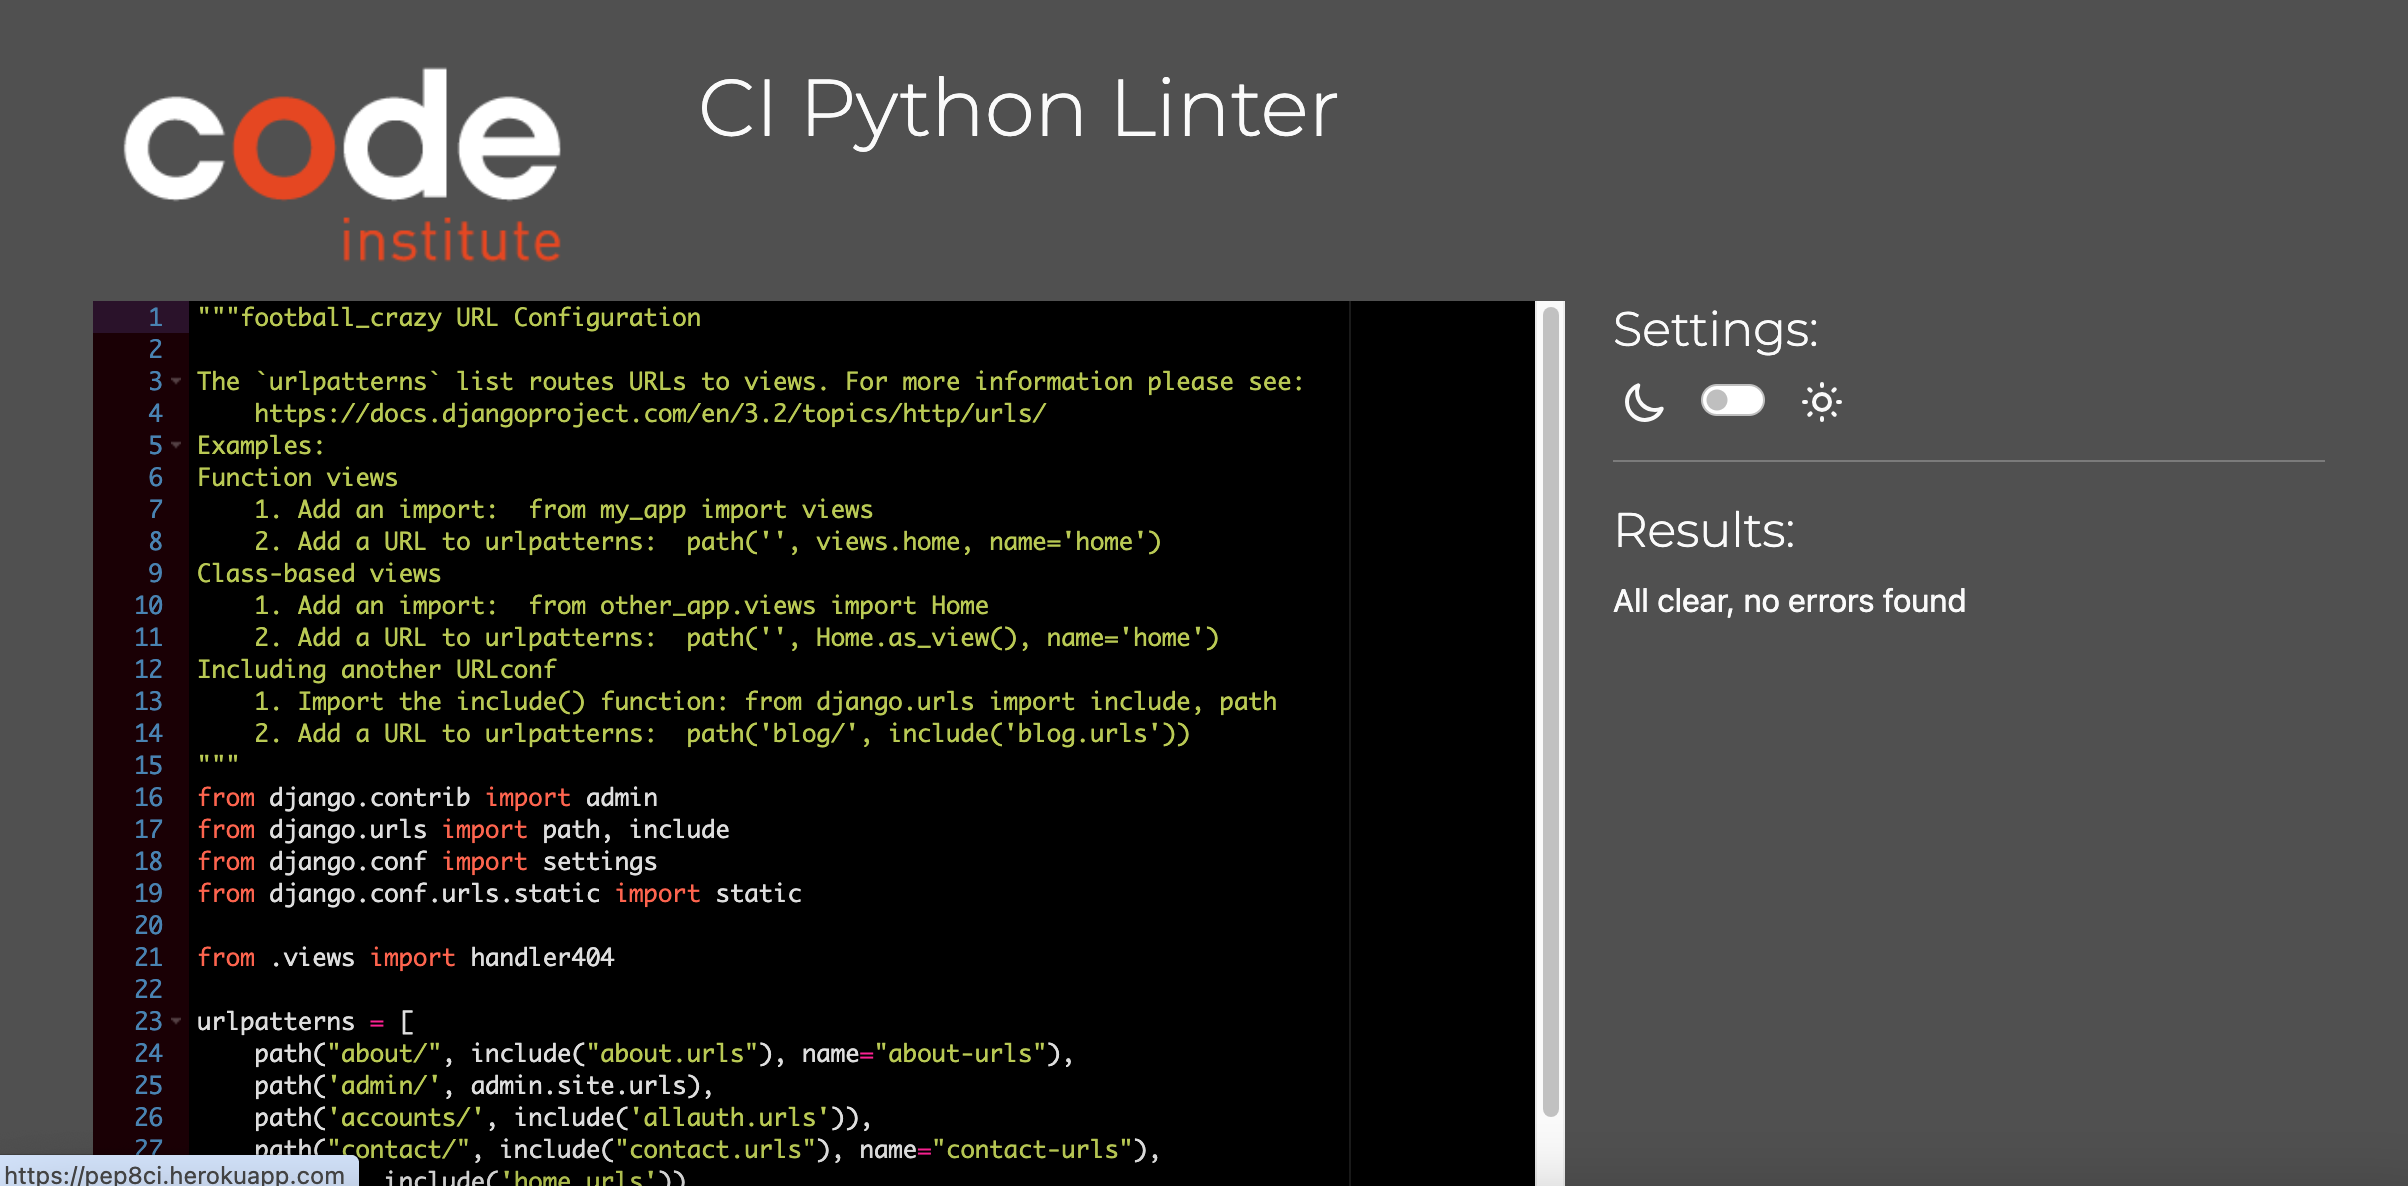 code
institute
CI Python Linter
1 """football_crazy URL Configuration
2
3 The `urlpatterns` list routes URLs to views. For more information please see:
4     https://docs.djangoproject.com/en/3.2/topics/http/urls/
5 Examples:
6 Function views
7     1. Add an import:  from my_app import views
8     2. Add a URL to urlpatterns:  path('', views.home, name='home')
9 Class-based views
10     1. Add an import:  from other_app.views import Home
11     2. Add a URL to urlpatterns:  path('', Home.as_view(), name='home')
12 Including another URLconf
13     1. Import the include() function: from django.urls import include, path
14     2. Add a URL to urlpatterns:  path('blog/', include('blog.urls'))
15 """
16 from django.contrib import admin
17 from django.urls import path, include
18 from django.conf import settings
19 from django.conf.urls.static import static
20
21 from .views import handler404
22
23 urlpatterns = [
24     path("about/", include("about.urls"), name="about-urls"),
25     path('admin/', admin.site.urls),
26     path('accounts/', include('allauth.urls')),
27     path("contact/", include("contact.urls"), name="contact-urls"),
include('home.urls'))
https://pep8ci.herokuapp.com
Settings:
Results:
All clear, no errors found